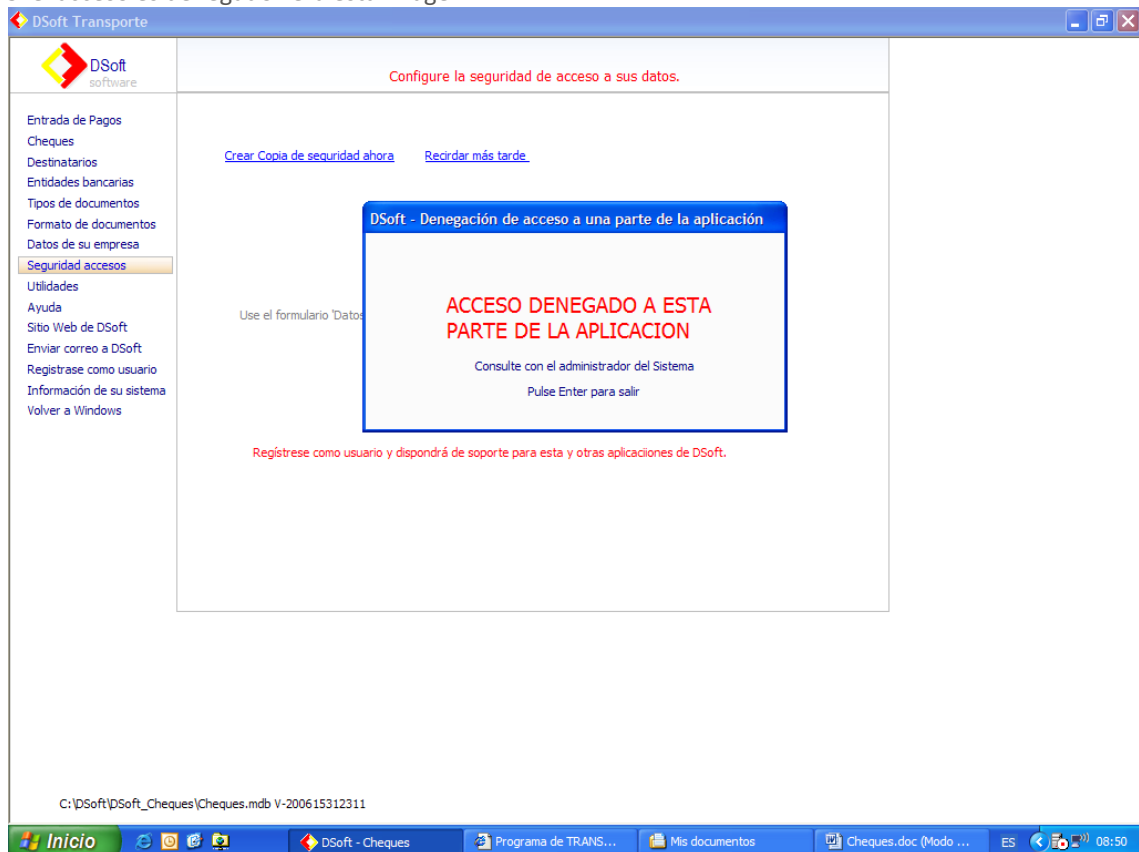 DSoft Transporte
DSoft
software
Configure la seguridad de acceso a sus datos.
Entrada de Pagos
Cheques
Destinatarios
Entidades bancarias
Tipos de documentos
Formato de documentos
Datos de su empresa
Seguridad accesos
Utilidades
Ayuda
Sitio Web de DSoft
Enviar correo a DSoft
Registrase como usuario
Información de su sistema
Volver a Windows
Crear Copia de seguridad ahora
Recirdar más tarde
DSoft - Denegación de acceso a una parte de la aplicación
ACCESO DENEGADO A ESTA
PARTE DE LA APLICACION
Consulte con el administrador del Sistema
Pulse Enter para salir
Use el formulario 'Datos
Regístrese como usuario y dispondrá de soporte para esta y otras aplicaciiones de DSoft.
C:\DSoft\DSoft_Cheques\Cheques.mdb V-200615312311
Inicio
DSoft - Cheques
Programa de TRANS...
Mis documentos
Cheques.doc (Modo ...
ES
08:50